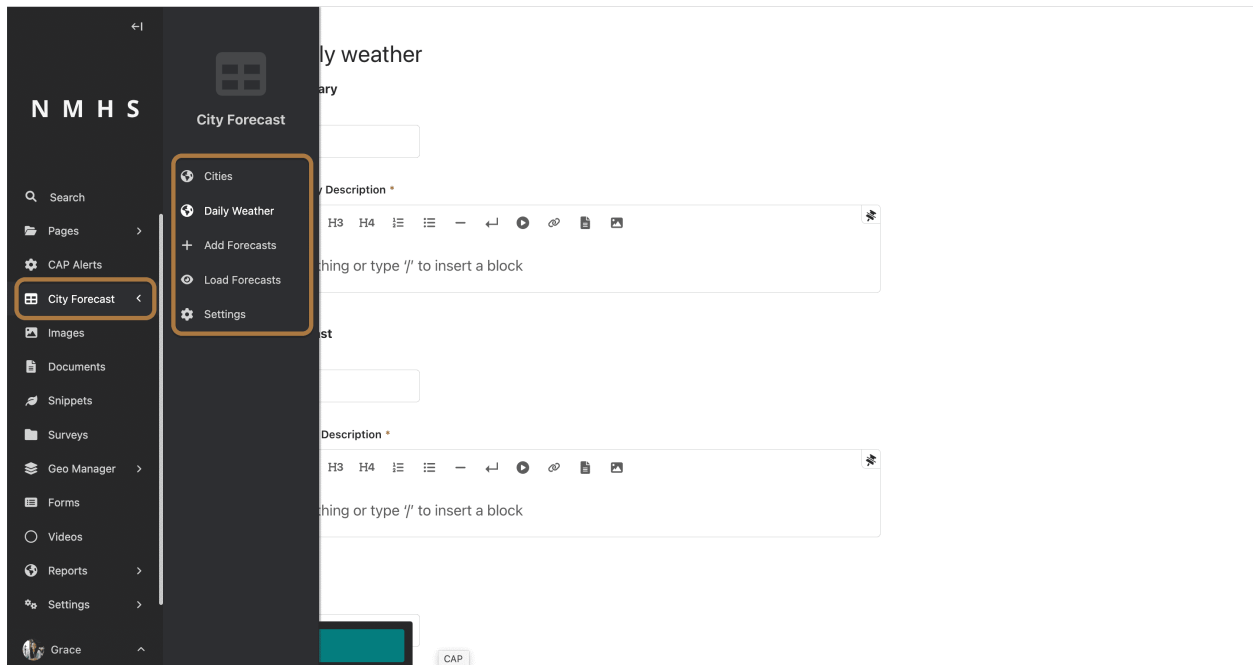 NMHS
Search
Pages
CAP Alerts
City Forecast
Images
Documents
Snippets
Surveys
Geo Manager
Forms
Videos
Reports
Settings
Grace
City Forecast
Cities
Daily Weather
Add Forecasts
Load Forecasts
Settings
ly weather
ary
y Description *
H3 H4
thing or type '/' to insert a block
st
Description *
H3 H4
thing or type '/' to insert a block
CAP